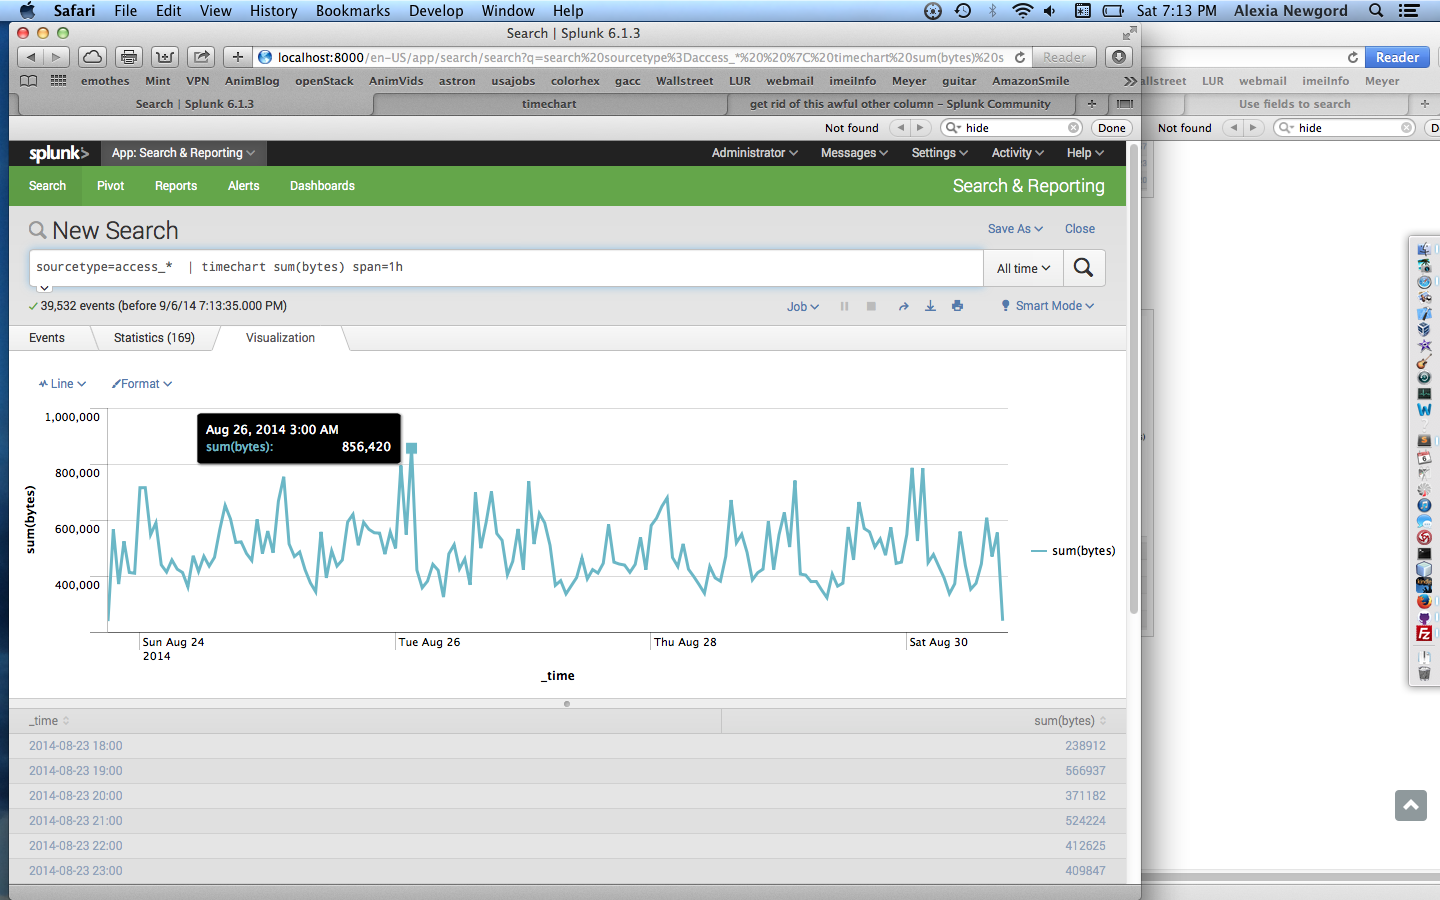 Safari File Edit View History Bookmarks Develop Window Help Sat 7:13 PM Alexia Newgord
Search | Splunk 6.1.3
localhost:8000/en-US/app/search/search?q=search%20sourcetype%3Daccess_*%20%20%7C%20timechart%20sum(bytes)%20s Reader Reader
emothes Mint VPN AnimBlog openStack AnimVids astron usajobs colorhex gacc Wallstreet LUR webmail imeiInfo Meyer guitar AmazonSmile allstreet LUR webmail imeiInfo Meyer
Search | Splunk 6.1.3 timechart get rid of this awful other column – Splunk Community Use fields to search
Not found hide Done Not found hide
splunk> App: Search & Reporting Administrator Messages Settings Activity Help
Search Pivot Reports Alerts Dashboards Search & Reporting
New Search Save As Close
sourcetype=access_* | timechart sum(bytes) span=1h All time
39,532 events (before 9/6/14 7:13:35.000 PM) Job Smart Mode
Events Statistics (169) Visualization
Line Format
1,000,000
Aug 26, 2014 3:00 AM
sum(bytes): 856,420
800,000
600,000
400,000
sum(bytes)
sum(bytes)
Sun Aug 24 Tue Aug 26 Thu Aug 28 Sat Aug 30
2014
_time
_time sum(bytes)
2014-08-23 18:00 238912
2014-08-23 19:00 566937
2014-08-23 20:00 371182
2014-08-23 21:00 524224
2014-08-23 22:00 412625
2014-08-23 23:00 409847